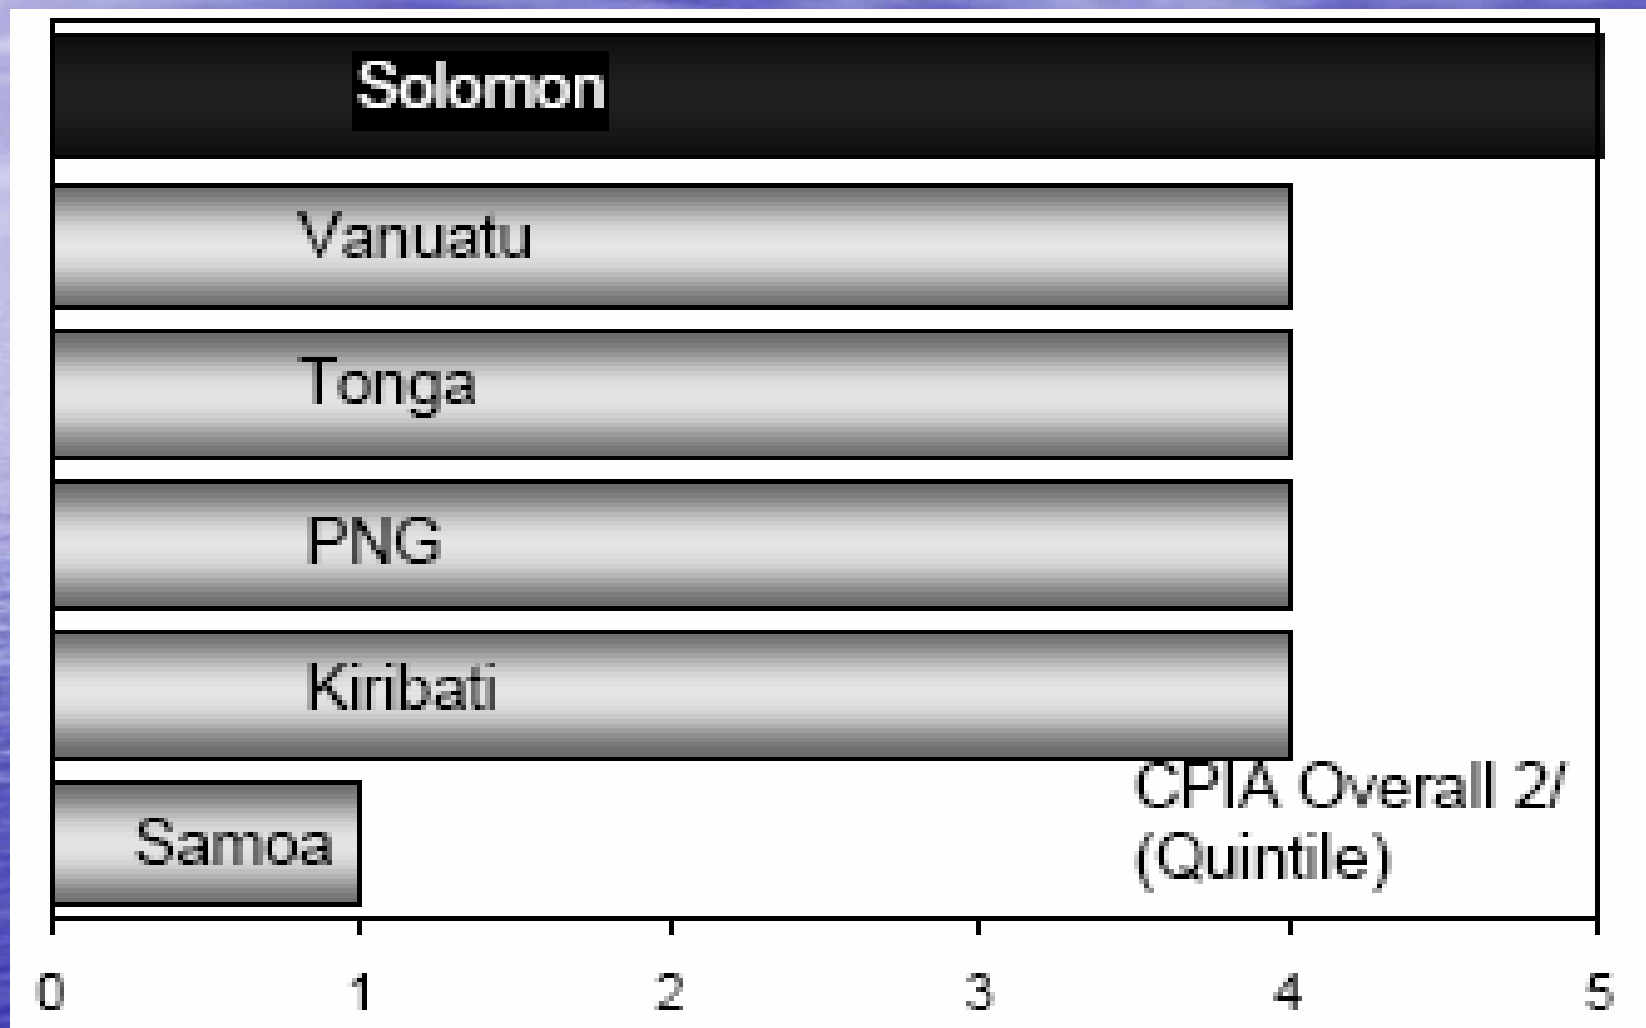 Solomon
Vanuatu
Tonga
PNG
Kiribati
CPIA Overall 2/
(Quintile)
Samoa
0 1 2 3 4 5